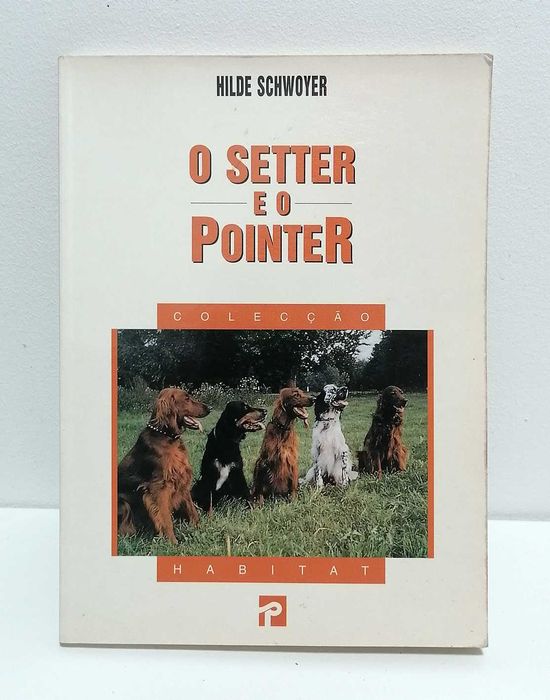 HILDE SCHWOYER
O SETTER
E O
POINTER
COLECÇÃO
HABITAT
P